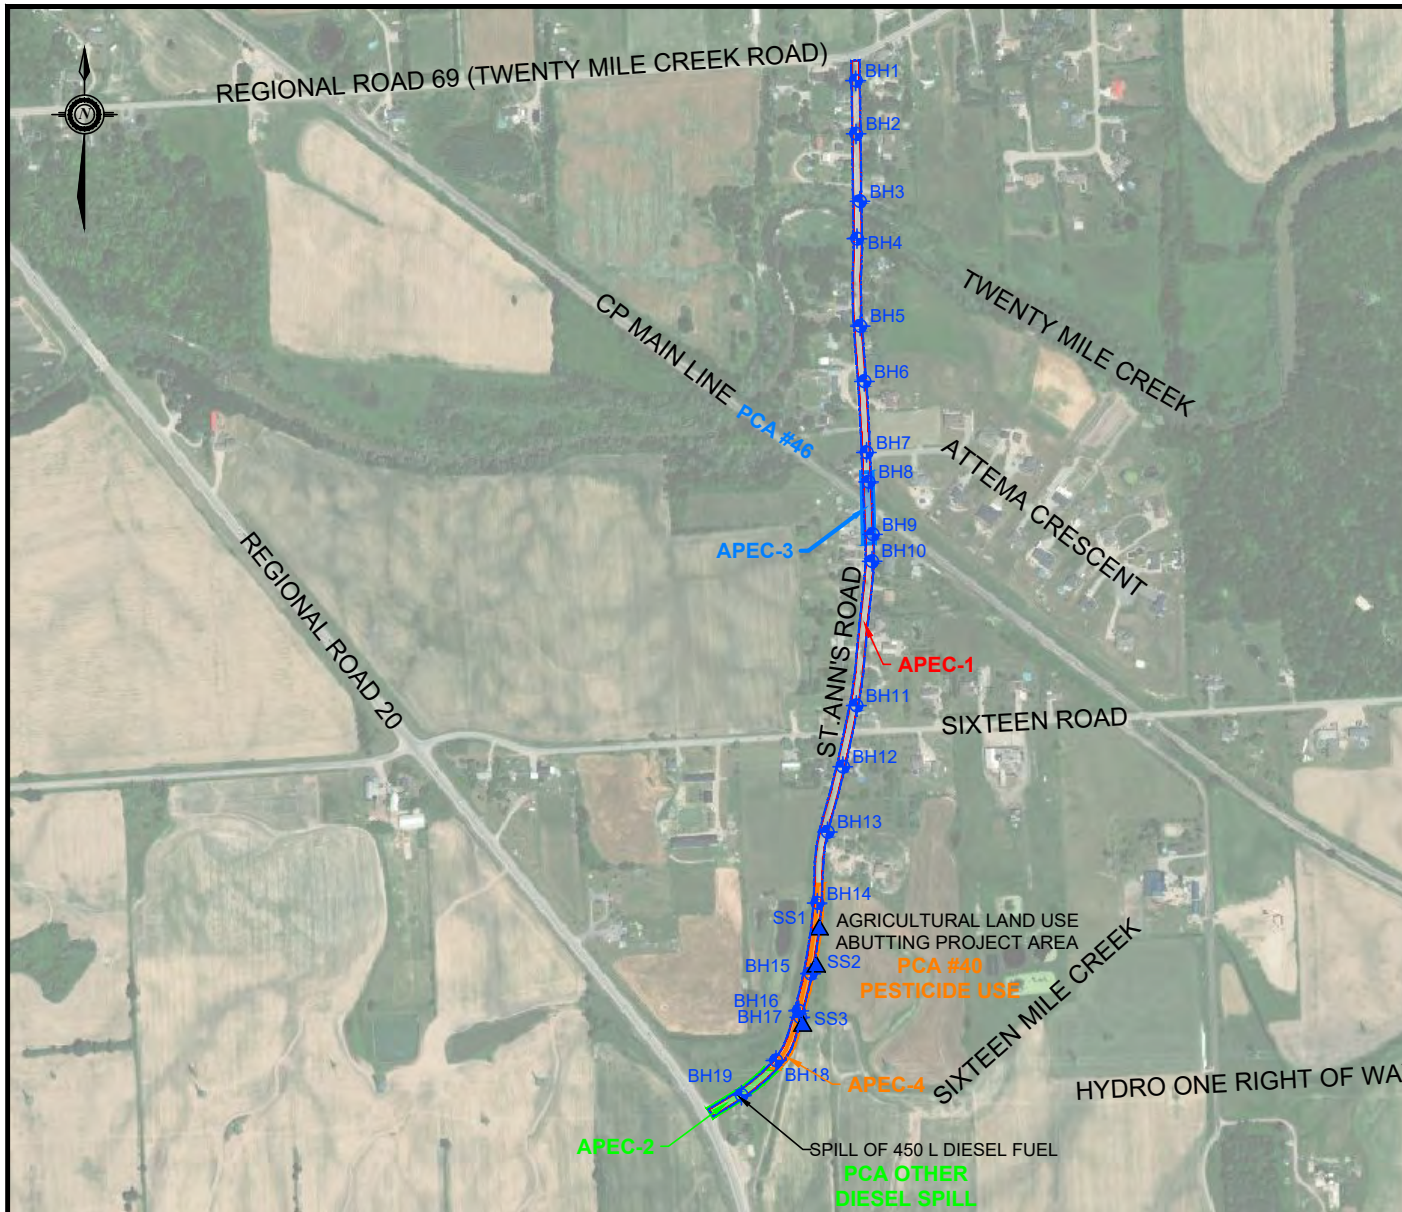 REGIONAL ROAD 69 (TWENTY MILE CREEK ROAD)
N
BH1
BH2
BH3
BH4
TWENTY MILE CREEK
CP MAIN LINE
PCA #46
BH5
BH6
BH7
BH8
ATTEMA CRESCENT
BH9
APEC-3
BH10
REGIONAL ROAD 20
ST. ANN'S ROAD
APEC-1
BH11
SIXTEEN ROAD
BH12
BH13
BH14
SS1
AGRICULTURAL LAND USE
ABUTTING PROJECT AREA
SS2
BH15
PCA #40
PESTICIDE USE
BH16
BH17
SS3
SIXTEEN MILE CREEK
BH19
BH18
APEC-4
HYDRO ONE RIGHT OF WA
APEC-2
SPILL OF 450 L DIESEL FUEL
PCA OTHER
DIESEL SPILL